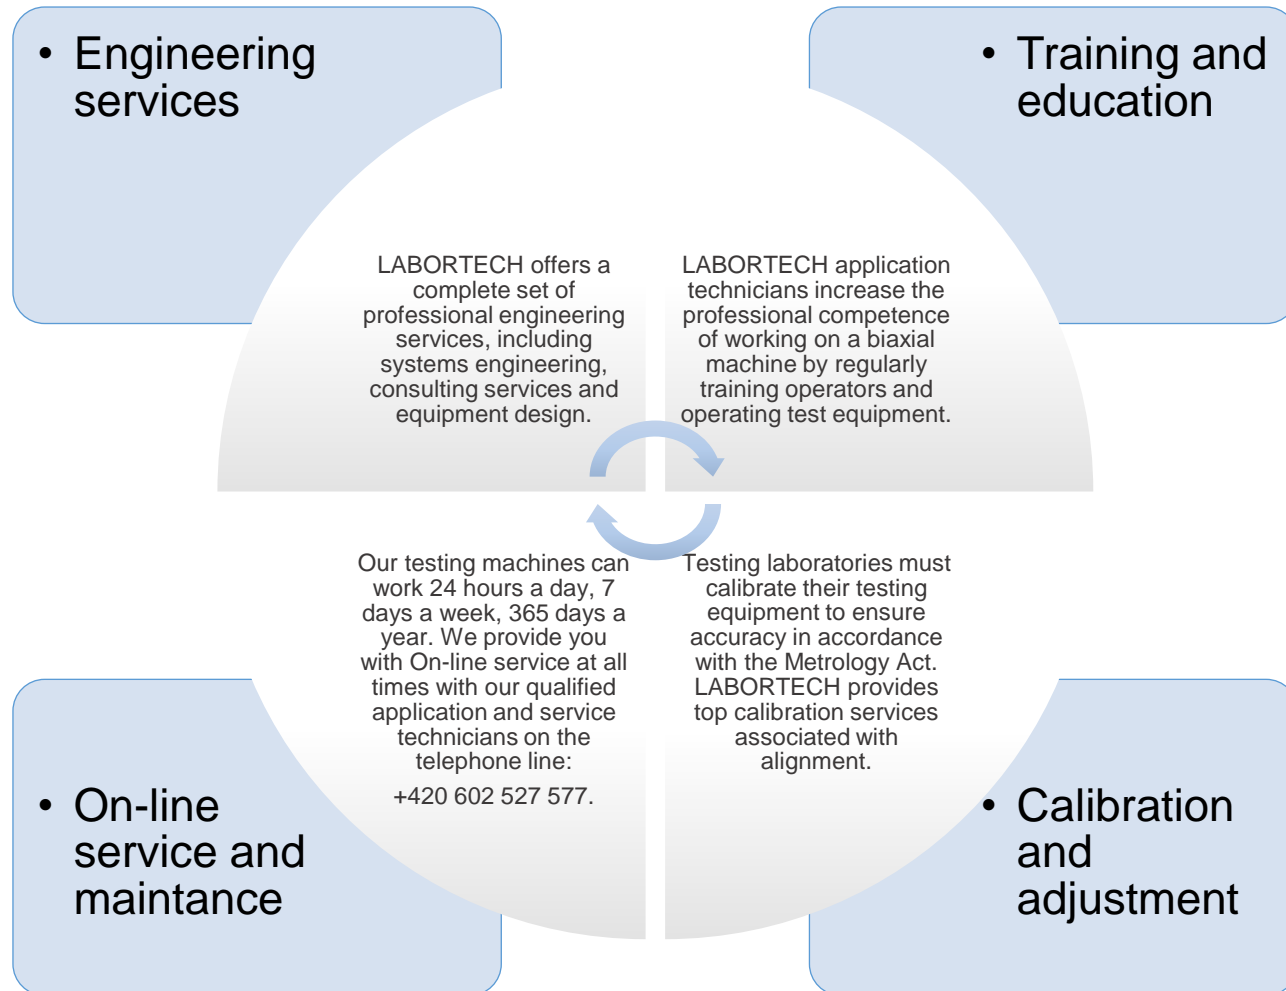 • Engineering
services
• Training and
education
LABORTECH offers a
complete set of
professional engineering
services, including
systems engineering,
consulting services and
equipment design.
LABORTECH application
technicians increase the
professional competence
of working on a biaxial
machine by regularly
training operators and
operating test equipment.
Our testing machines can
work 24 hours a day, 7
days a week, 365 days a
year. We provide you
with On-line service at all
times with our qualified
application and service
technicians on the
telephone line:
+420 602 527 577.
Testing laboratories must
calibrate their testing
equipment to ensure
accuracy in accordance
with the Metrology Act.
LABORTECH provides
top calibration services
associated with
alignment.
• On-line
service and
maintance
• Calibration
and
adjustment